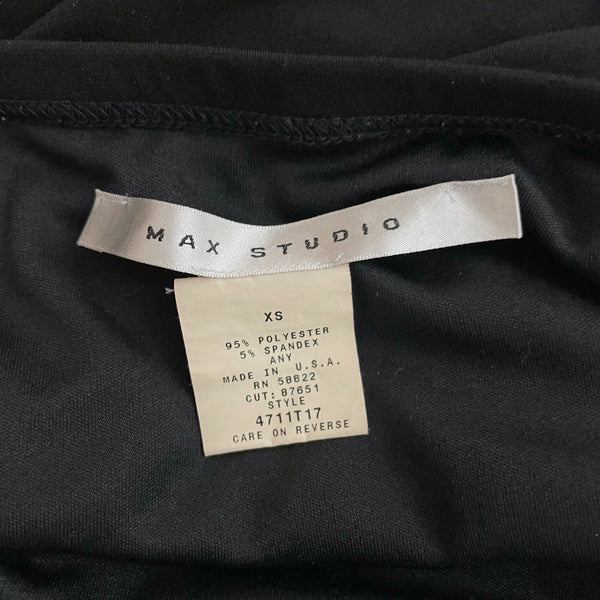 MAX STUDIO
XS
95% POLYESTER
5% SPANDEX
ANY
MADE IN U.S.A.
RN 58822
CUT: 87651
STYLE
4711T17
CARE ON REVERSE